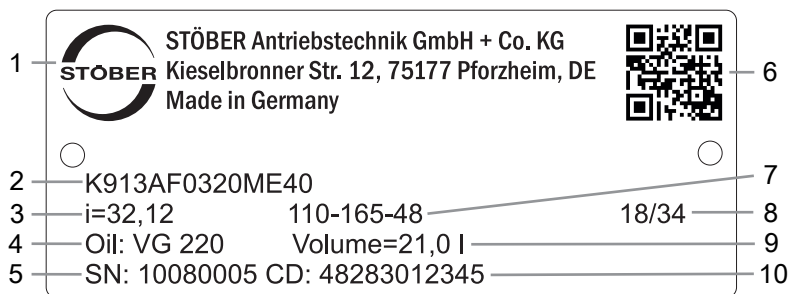 STÖBER
STÖBER Antriebstechnik GmbH + Co. KG
Kieselbronner Str. 12, 75177 Pforzheim, DE
Made in Germany
1
6
2
K913AF0320ME40
7
3
i=32,12 110-165-48 18/34
8
4
Oil: VG 220 Volume=21,0 l
9
5
SN: 10080005 CD: 48283012345
10